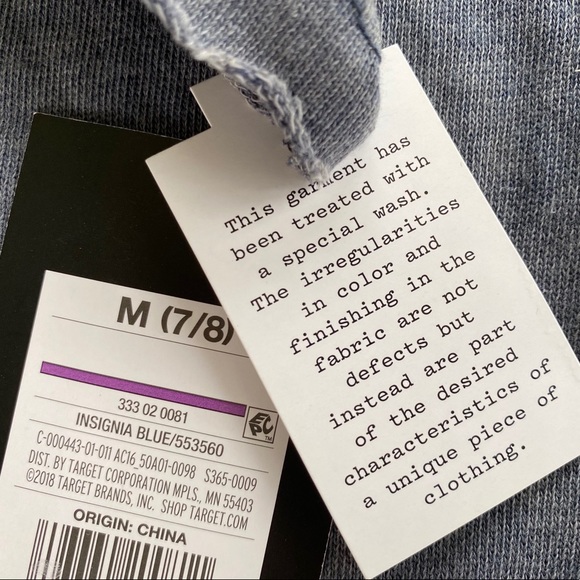 This garment has
been treated with
a special wash.
The irregularities
in color and
finishing in the
fabric are not
defects but
instead are part
of the desired
characteristics of
a unique piece of
clothing.
M (7/8)
333 02 0081
EPC™
INSIGNIA BLUE/553560
C-000443-01-011 AC16_50A01-0098 S365-0009
DIST. BY TARGET CORPORATION MPLS., MN 55403
©2018 TARGET BRANDS, INC. SHOP TARGET.COM
ORIGIN: CHINA